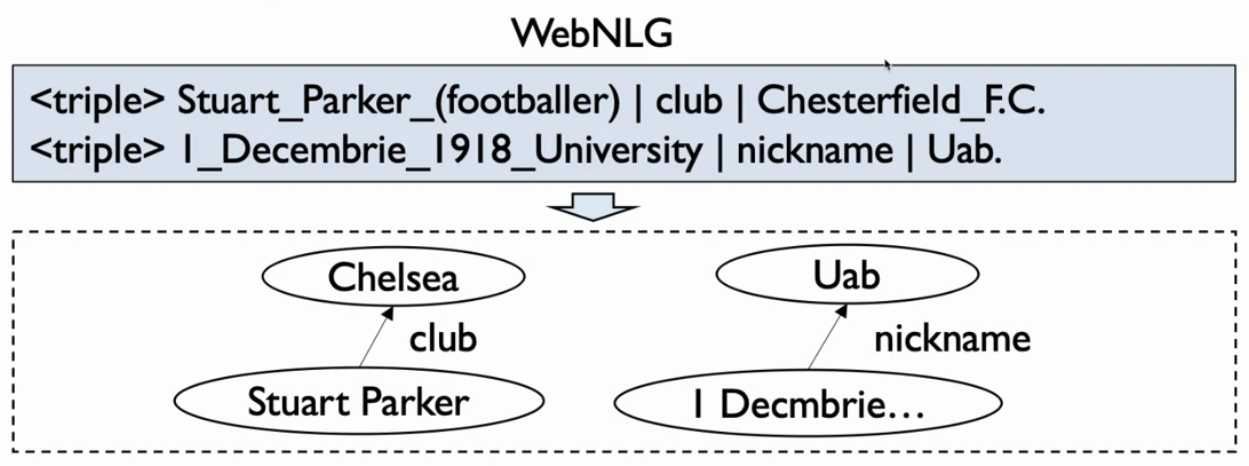 WebNLG
<triple> Stuart_Parker_(footballer) | club | Chesterfield_F.C.
<triple> 1_Decembrie_1918_University | nickname | Uab.
Chelsea
Uab
club
nickname
Stuart Parker
1 Decmbrie...